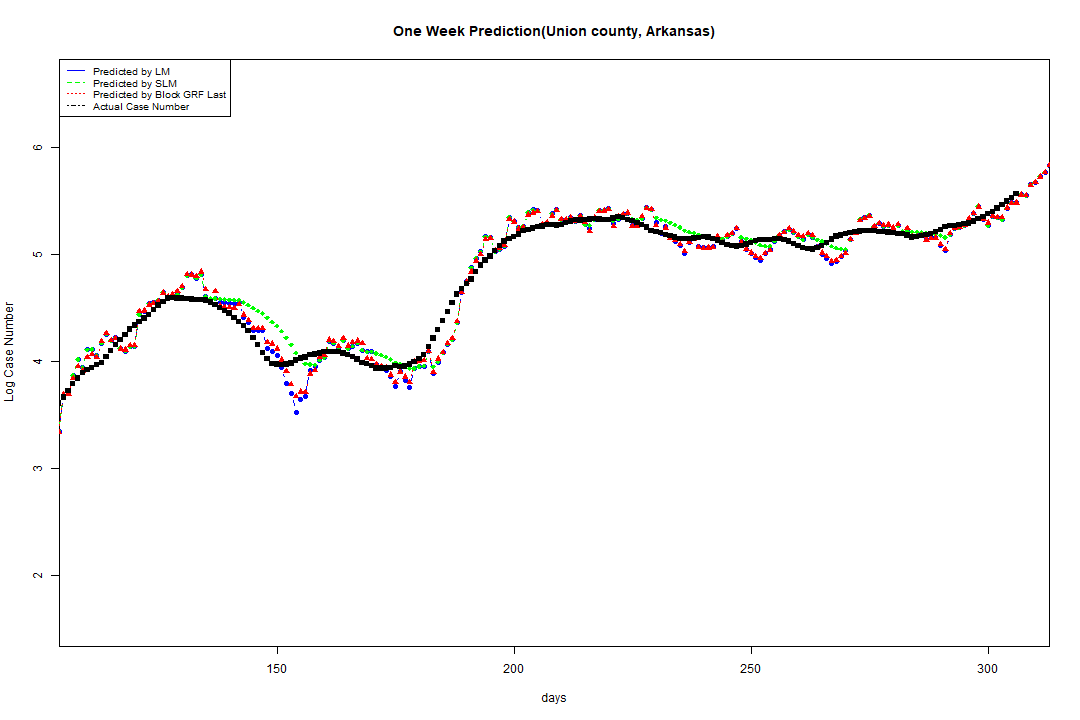 One Week Prediction(Union county, Arkansas)
Predicted by LM
Predicted by SLM
Predicted by Block GRF Last
Actual Case Number
6
5
4
3
2
Log Case Number
150
200
250
300
days